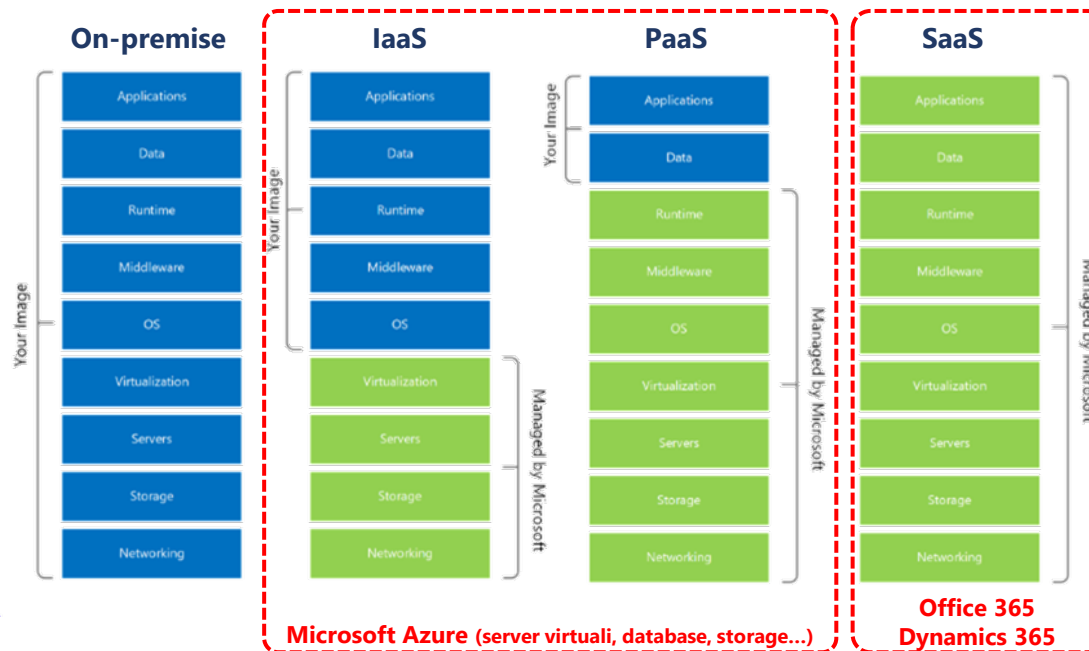 On-premise
IaaS
PaaS
SaaS
Your Image
Applications
Data
Runtime
Middleware
OS
Virtualization
Servers
Storage
Networking
Your Image
Applications
Data
Runtime
Middleware
OS
Virtualization
Servers
Storage
Networking
Managed by Microsoft
Your Image
Applications
Data
Runtime
Middleware
OS
Virtualization
Servers
Storage
Networking
Managed by Microsoft
Applications
Data
Runtime
Middleware
OS
Virtualization
Servers
Storage
Networking
Managed by Microsoft
Microsoft Azure (server virtuali, database, storage...)
Office 365
Dynamics 365